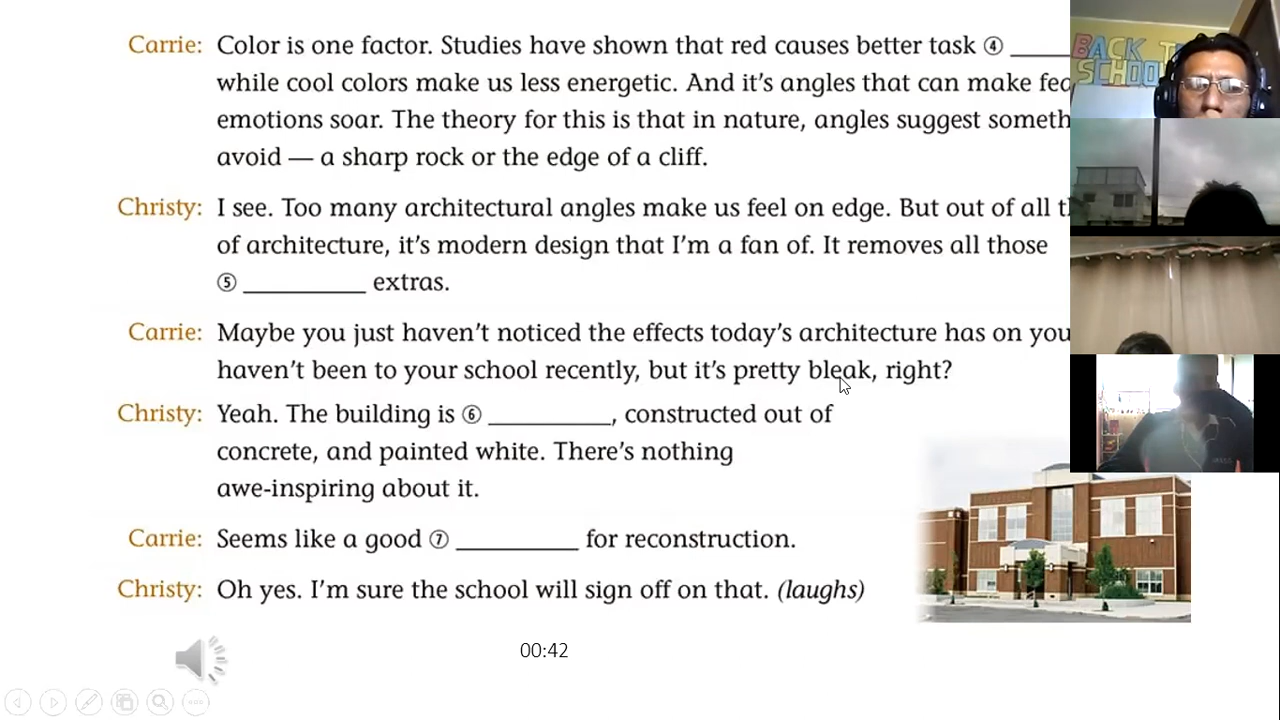 Carrie: Color is one factor. Studies have shown that red causes better task ④ ____
while cool colors make us less energetic. And it's angles that can make
emotions soar. The theory for this is that in nature, angles suggest
avoid — a sharp rock or the edge of a cliff.
Christy: I see. Too many architectural angles make us feel on edge. But out of all
of architecture, it's modern design that I'm a fan of. It removes all those
⑤ __________ extras.
Carrie: Maybe you just haven't noticed the effects today's architecture has on you
haven't been to your school recently, but it's pretty bleak, right?
Christy: Yeah. The building is ⑥ __________, constructed out of
concrete, and painted white. There's nothing
awe-inspiring about it.
Carrie: Seems like a good ⑦ __________ for reconstruction.
Christy: Oh yes. I'm sure the school will sign off on that. (laughs)
00:42
BACK
SCHOO